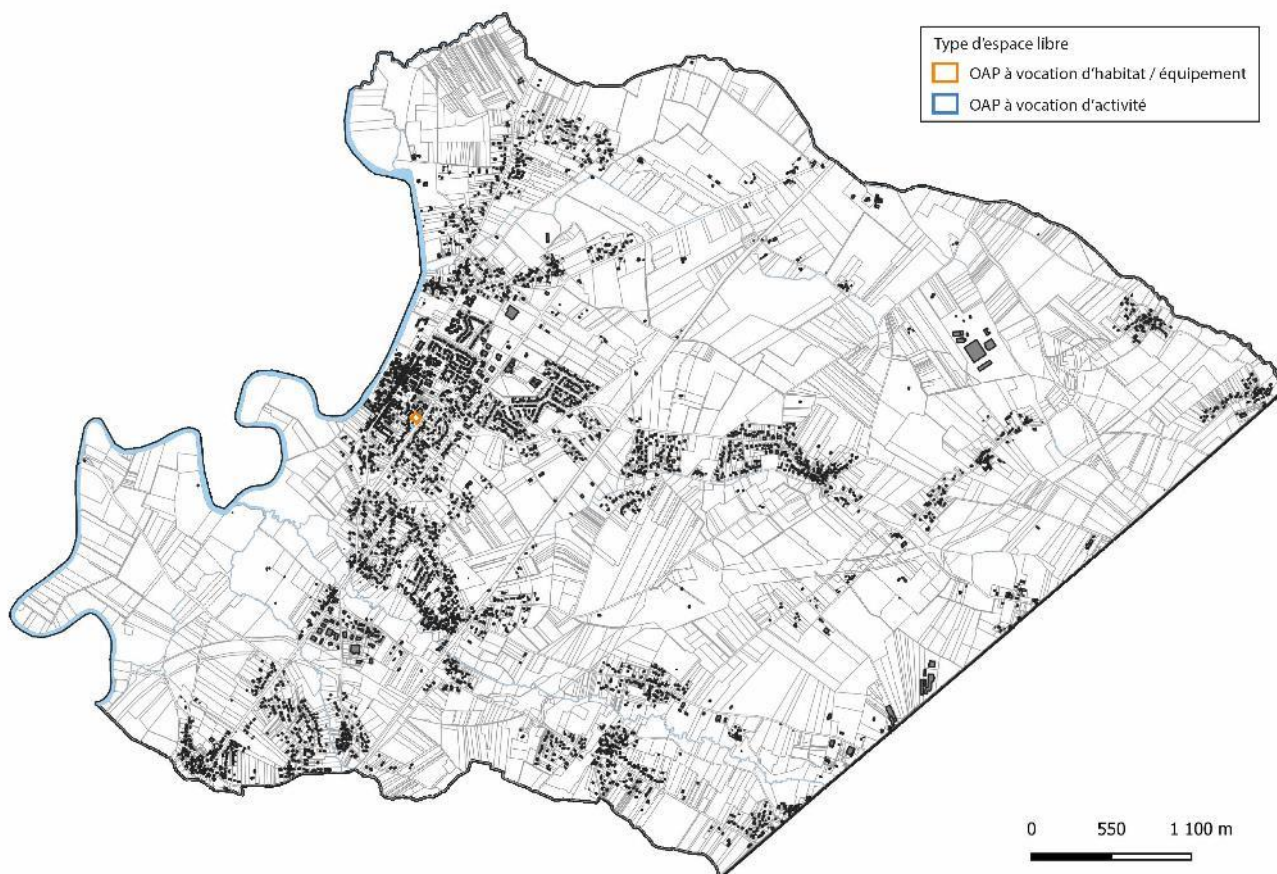 Type d'espace libre
OAP à vocation d'habitat / équipement
OAP à vocation d'activité
0 550 1 100 m